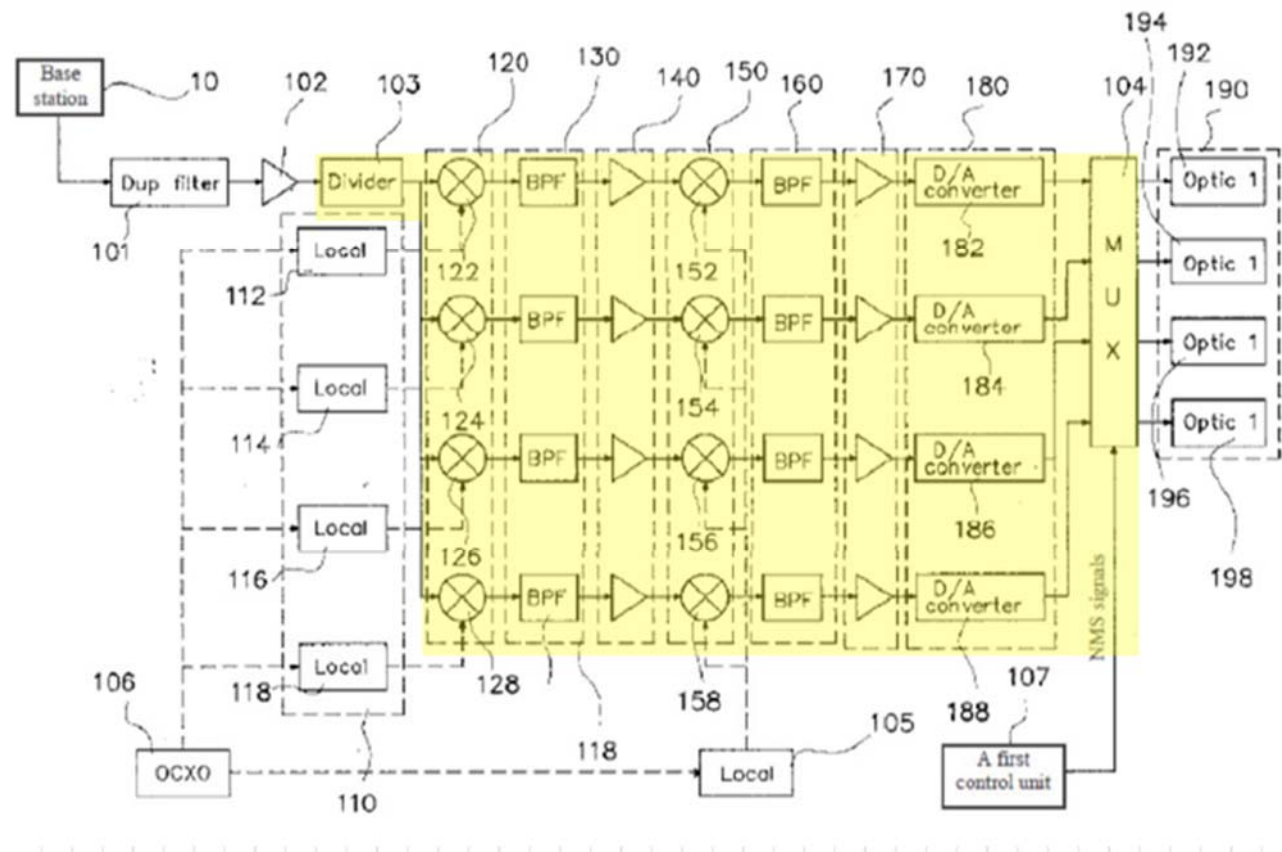 194
192
190
104
180
170
160
150
140
130
120
103
102
10
Base
station
Dup filter
101
Divider
BPF
BPF
D/A
converter
182
Optic 1
Local
112
122
152
Optic 1
BPF
BPF
D/A
converter
184
M
U
X
Optic 1
Local
114
124
154
Optic 1
BPF
BPF
D/A
converter
186
196
198
Local
116
126
156
BPF
BPF
D/A
converter
188
NMS signals
Local
118
128
158
106
OCXO
110
118
105
Local
107
A first
control unit